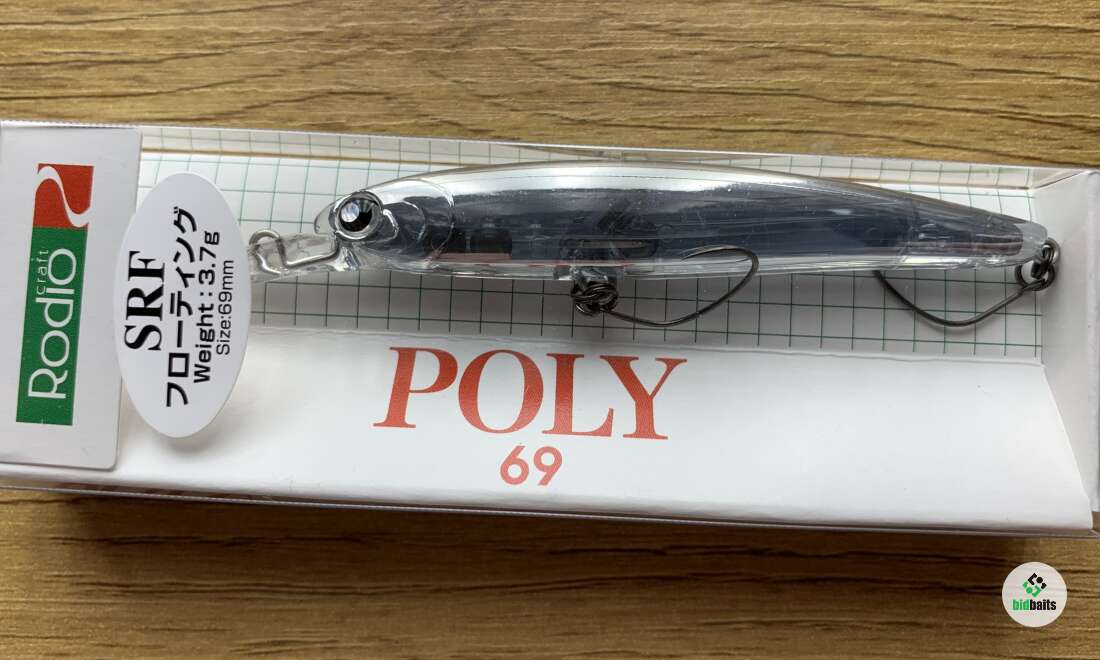 Rodio
craft
SRF
フローティング
Weight : 3.7g
Size:69mm
POLY
69
bidbaits